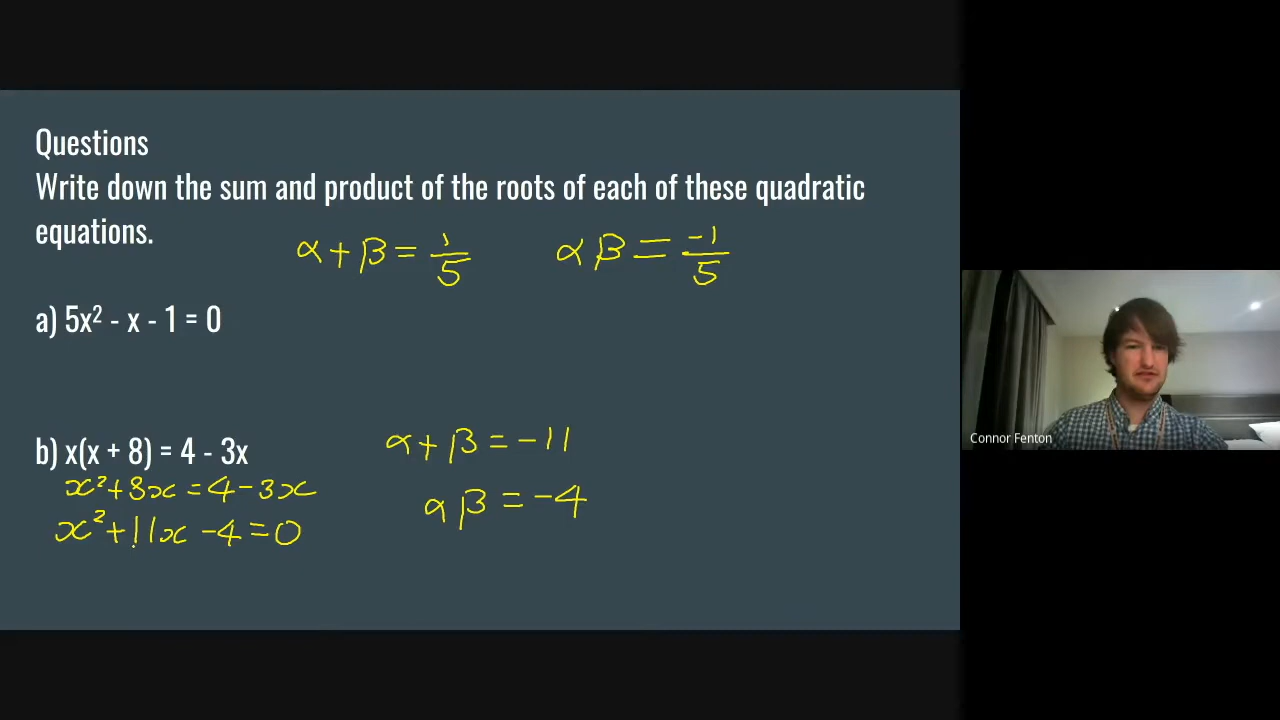 Questions
Write down the sum and product of the roots of each of these quadratic
equations.
α + β = 1/5
αβ = -1/5
a) 5x² - x - 1 = 0
b) x(x + 8) = 4 - 3x
x² + 8x = 4 - 3x
x² + 11x - 4 = 0
α + β = -11
αβ = -4
Connor Fenton